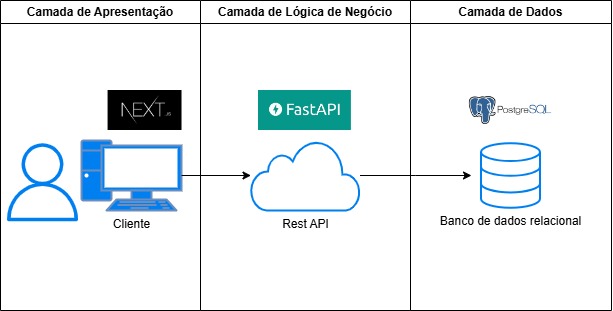 Camada de Apresentação
Camada de Lógica de Negócio
Camada de Dados
NEXT.JS
FastAPI
PostgreSQL
Cliente
Rest API
Banco de dados relacional